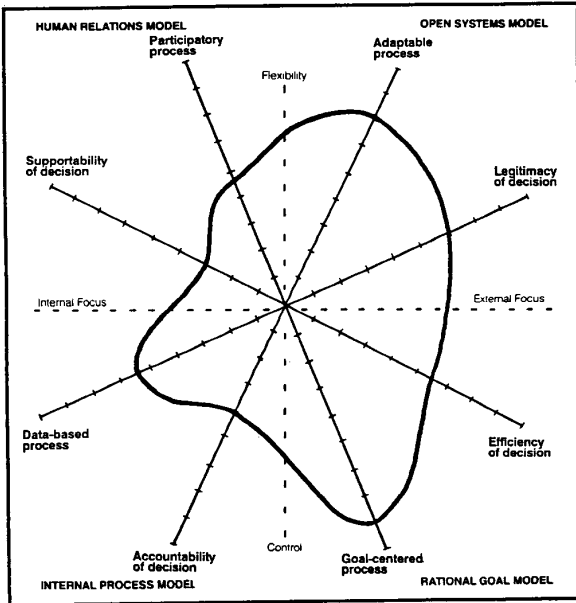 HUMAN RELATIONS MODEL
OPEN SYSTEMS MODEL
Participatory
process
Adaptable
process
Flexibility
Supportability
of decision
Legitimacy
of decision
Internal Focus
External Focus
Data-based
process
Efficiency
of decision
Accountability
of decision
Control
Goal-centered
process
INTERNAL PROCESS MODEL
RATIONAL GOAL MODEL